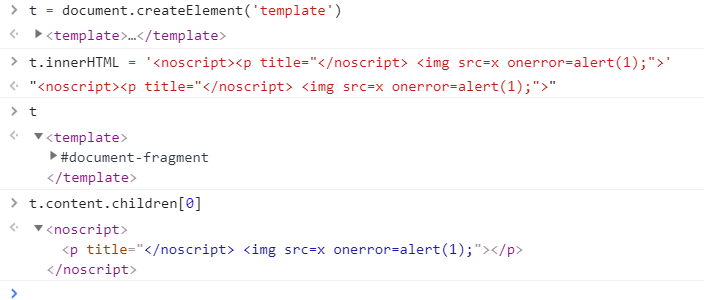 > t = document.createElement('template')
<· ▶<template>…</template>
> t.innerHTML = '<noscript><p title="</noscript> <img src=x onerror=alert(1);">'
<· "<noscript><p title="</noscript> <img src=x onerror=alert(1);">"
> t
<· ▼<template>
▶#document-fragment
</template>
> t.content.children[0]
<· ▼<noscript>
<p title="</noscript> <img src=x onerror=alert(1);"></p>
</noscript>
>